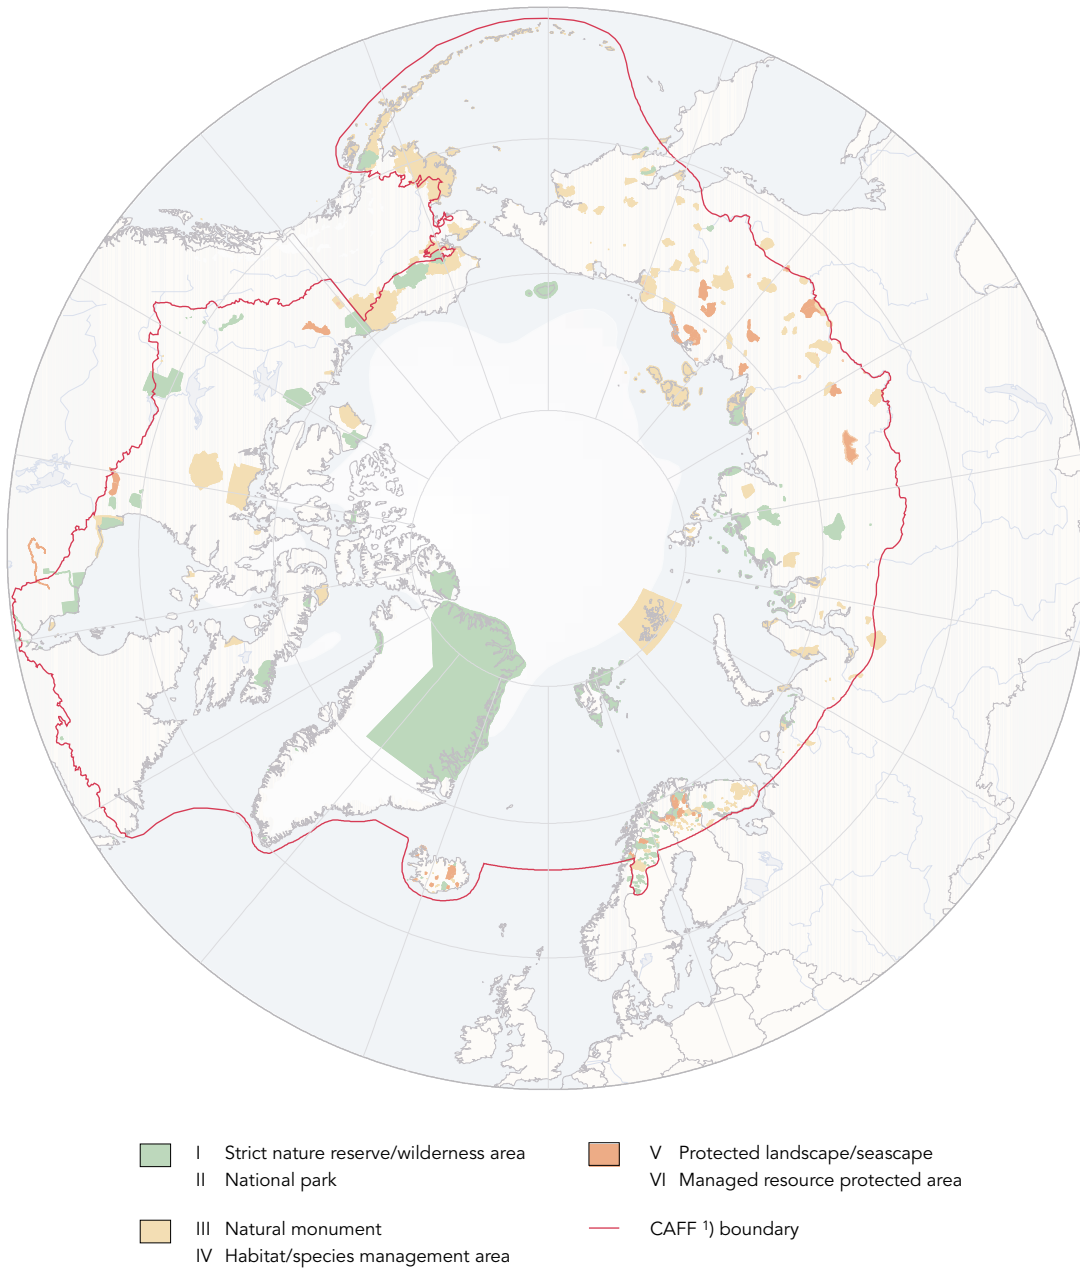 I Strict nature reserve/wilderness area
II National park
III Natural monument
IV Habitat/species management area
V Protected landscape/seascape
VI Managed resource protected area
CAFF ¹) boundary